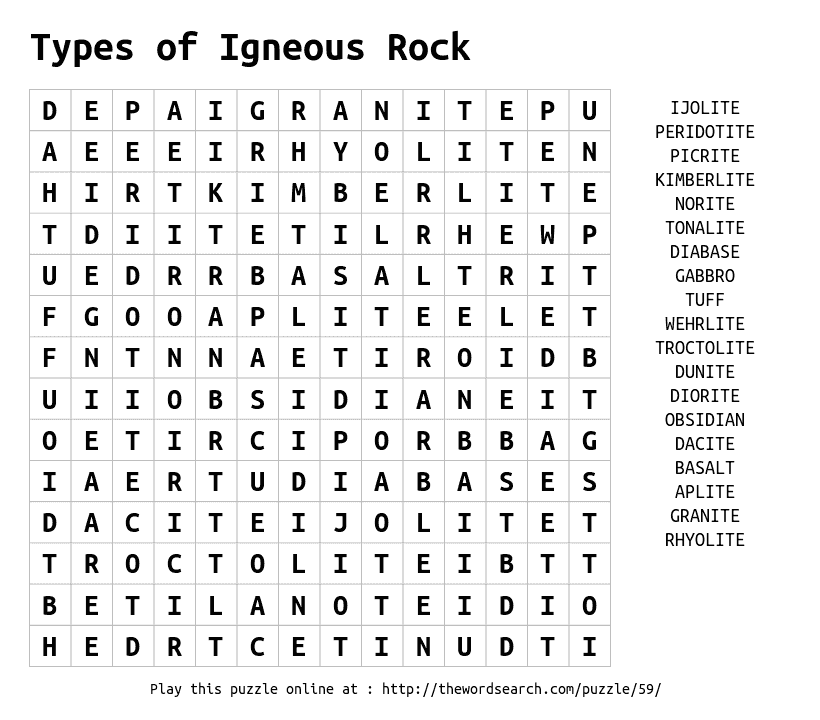 Types of Igneous Rock
D E P A I G R A N I T E P U
A E E E I R H Y O L I T E N
H I R T K I M B E R L I T E
T D I I T E T I L R H E W P
U E D R R B A S A L T R I T
F G O O A P L I T E E L E T
F N T N N A E T I R O I D B
U I I O B S I D I A N E I T
O E T I R C I P O R B B A G
I A E R T U D I A B A S E S
D A C I T E I J O L I T E T
T R O C T O L I T E I B T T
B E T I L A N O T E I D I O
H E D R T C E T I N U D T I
IJOLITE
PERIDOTITE
PICRITE
KIMBERLITE
NORITE
TONALITE
DIABASE
GABBRO
TUFF
WEHRLITE
TROCTOLITE
DUNITE
DIORITE
OBSIDIAN
DACITE
BASALT
APLITE
GRANITE
RHYOLITE
Play this puzzle online at : http://thewordsearch.com/puzzle/59/